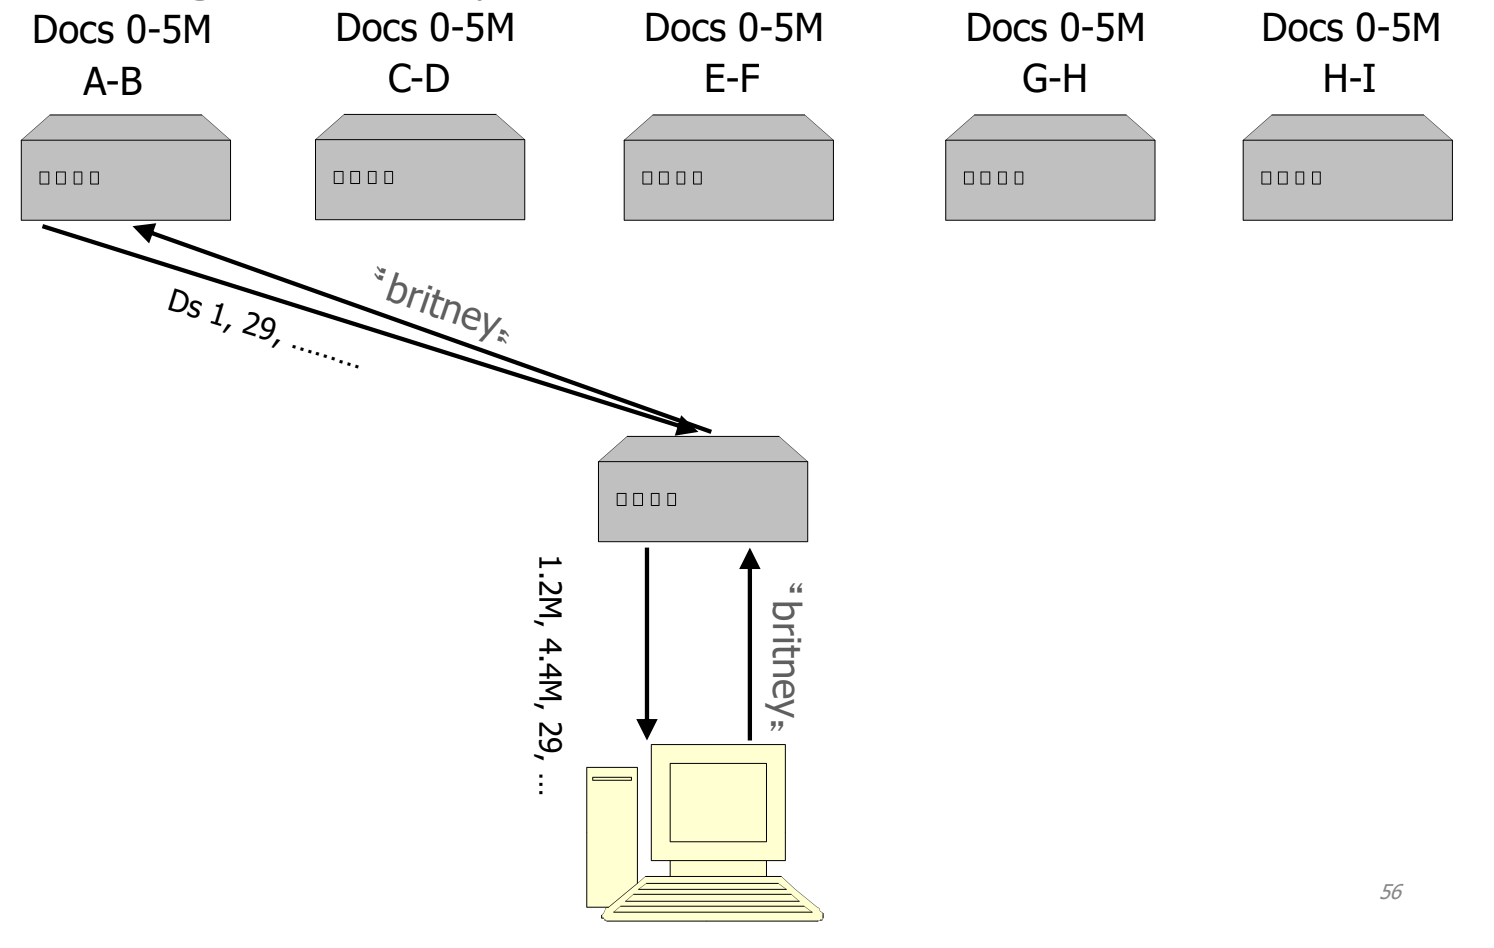 Docs 0-5M
A-B
Docs 0-5M
C-D
Docs 0-5M
E-F
Docs 0-5M
G-H
Docs 0-5M
H-I
“britney”
Ds 1, 29, .........
1.2M, 4.4M, 29, ...
“britney”
56